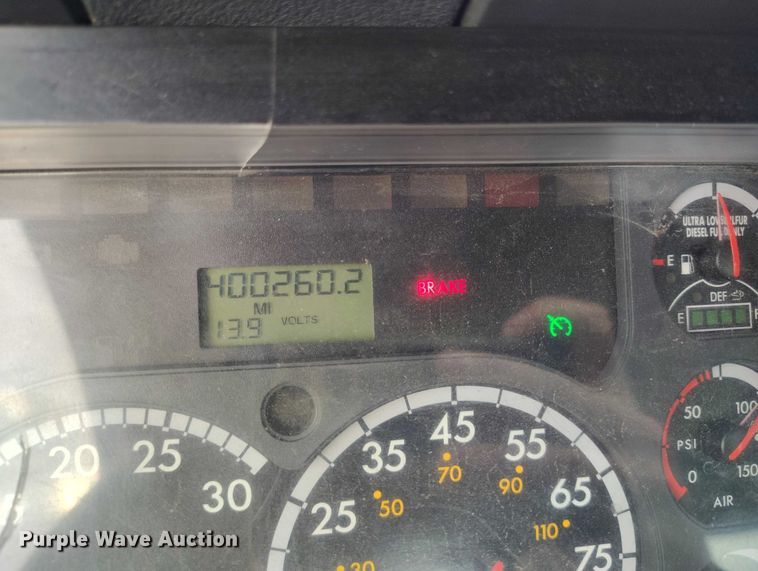 ULTRA LOW SULFUR
DIESEL FUEL ONLY
E
DEF
E F
400260.2
MI
13.9 VOLTS
BRAKE
50 100
PSI
0 150
AIR
20 25 30
25 35 45 55 65 75
30 50 70 90 110
Purple Wave Auction